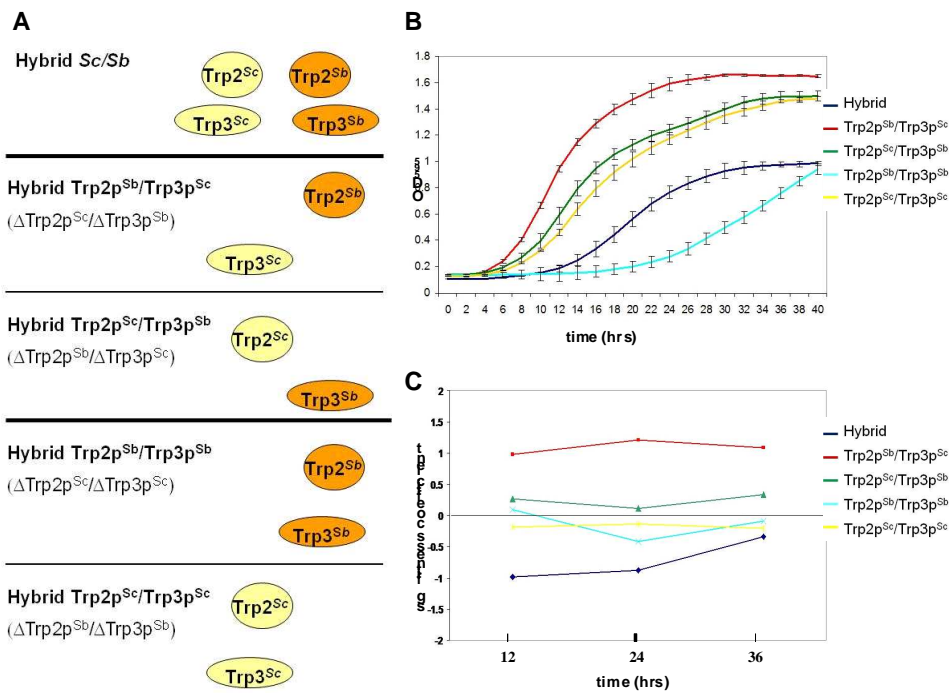 A
Hybrid Sc/Sb
Trp2Sc
Trp2Sb
Trp3Sc
Trp3Sb
Hybrid Trp2pSb/Trp3pSc
(ΔTrp2pSc/ΔTrp3pSb)
Trp2Sb
Trp3Sc
Hybrid Trp2pSc/Trp3pSb
(ΔTrp2pSb/ΔTrp3pSc)
Trp2Sc
Trp3Sb
Hybrid Trp2pSb/Trp3pSb
(ΔTrp2pSc/ΔTrp3pSc)
Trp2Sb
Trp3Sb
Hybrid Trp2pSc/Trp3pSc
(ΔTrp2pSb/ΔTrp3pSb)
Trp2Sc
Trp3Sc
B
1.8
1.6
1.4
1.2
1
0.8
0.6
0.4
0.2
0
0 2 4 6 8 10 12 14 16 18 20 22 24 26 28 30 32 34 36 38 40
time (hrs)
Hybrid
Trp2pSb/Trp3pSc
Trp2pSc/Trp3pSb
Trp2pSb/Trp3pSb
Trp2pSc/Trp3pSc
C
sg fitness coefficient
2
1.5
1
0.5
0
-0.5
-1
-1.5
-2
12 24 36
time (hrs)
Hybrid
Trp2pSb/Trp3pSc
Trp2pSc/Trp3pSb
Trp2pSb/Trp3pSb
Trp2pSc/Trp3pSc